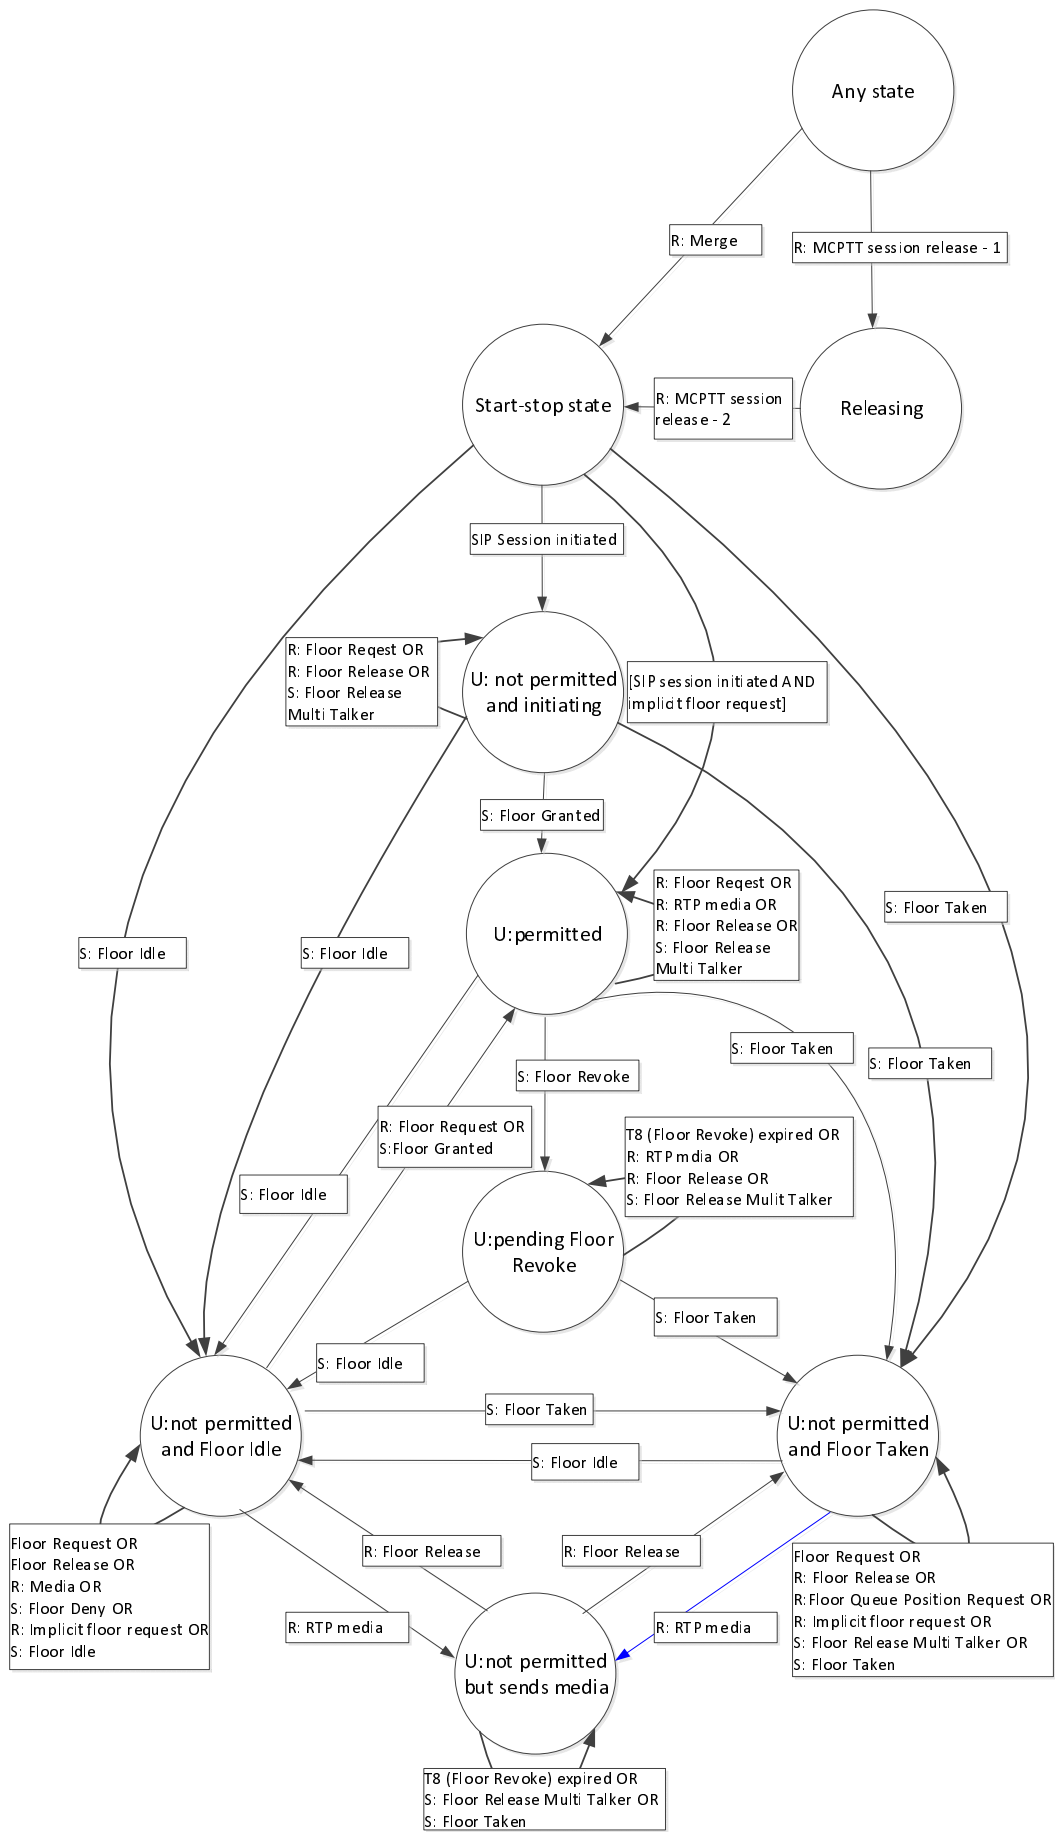 Any state
R: Merge
R: MCPTT session release - 1
Start-stop state
R: MCPTT session
release - 2
Releasing
SIP Session initiated
R: Floor Reqest OR
R: Floor Release OR
S: Floor Release
Multi Talker
U: not permitted
and initiating
[SIP session initiated AND
implicit floor request]
S: Floor Granted
R: Floor Reqest OR
R: RTP media OR
R: Floor Release OR
S: Floor Release
Multi Talker
S: Floor Taken
U:permitted
S: Floor Idle
S: Floor Idle
S: Floor Taken
S: Floor Taken
S: Floor Revoke
R: Floor Request OR
S:Floor Granted
T8 (Floor Revoke) expired OR
R: RTP mdia OR
R: Floor Release OR
S: Floor Release Mulit Talker
S: Floor Idle
U:pending Floor
Revoke
S: Floor Taken
S: Floor Idle
U:not permitted
and Floor Idle
S: Floor Taken
U:not permitted
and Floor Taken
S: Floor Idle
Floor Request OR
Floor Release OR
R: Media OR
S: Floor Deny OR
R: Implicit floor request OR
S: Floor Idle
R: Floor Release
R: Floor Release
Floor Request OR
R: Floor Release OR
R:Floor Queue Position Request OR
R: Implicit floor request OR
S: Floor Release Multi Talker OR
S: Floor Taken
R: RTP media
R: RTP media
U:not permitted
but sends media
T8 (Floor Revoke) expired OR
S: Floor Release Multi Talker OR
S: Floor Taken